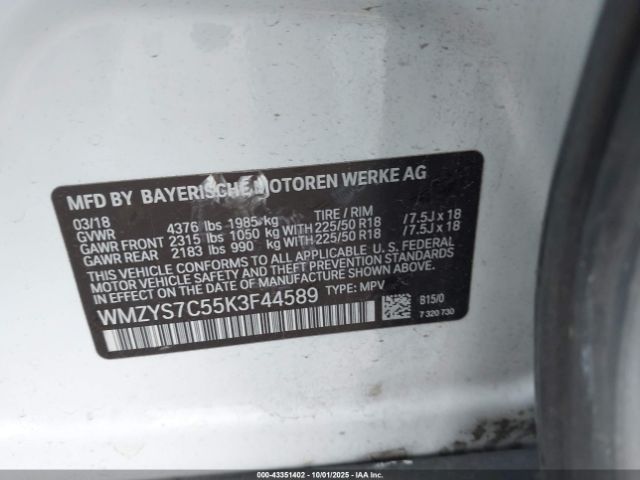 MFD BY BAYERISCHE MOTOREN WERKE AG
03/18 TIRE / RIM
GVWR 4376 lbs 1985 kg
GAWR FRONT 2315 lbs 1050 kg WITH 225/50 R18 /7.5J x 18
GAWR REAR 2183 lbs 990 kg WITH 225/50 R18 /7.5J x 18
THIS VEHICLE CONFORMS TO ALL APPLICABLE U. S. FEDERAL
MOTOR VEHICLE SAFETY AND THEFT PREVENTION
STANDARDS IN EFFECT ON THE DATE OF MANUFACTURE SHOWN ABOVE.
WMZYS7C55K3F44589 TYPE: MPV
B15/0
7 320 730
000-43351402 | 10/01/2025 | IAAI.com